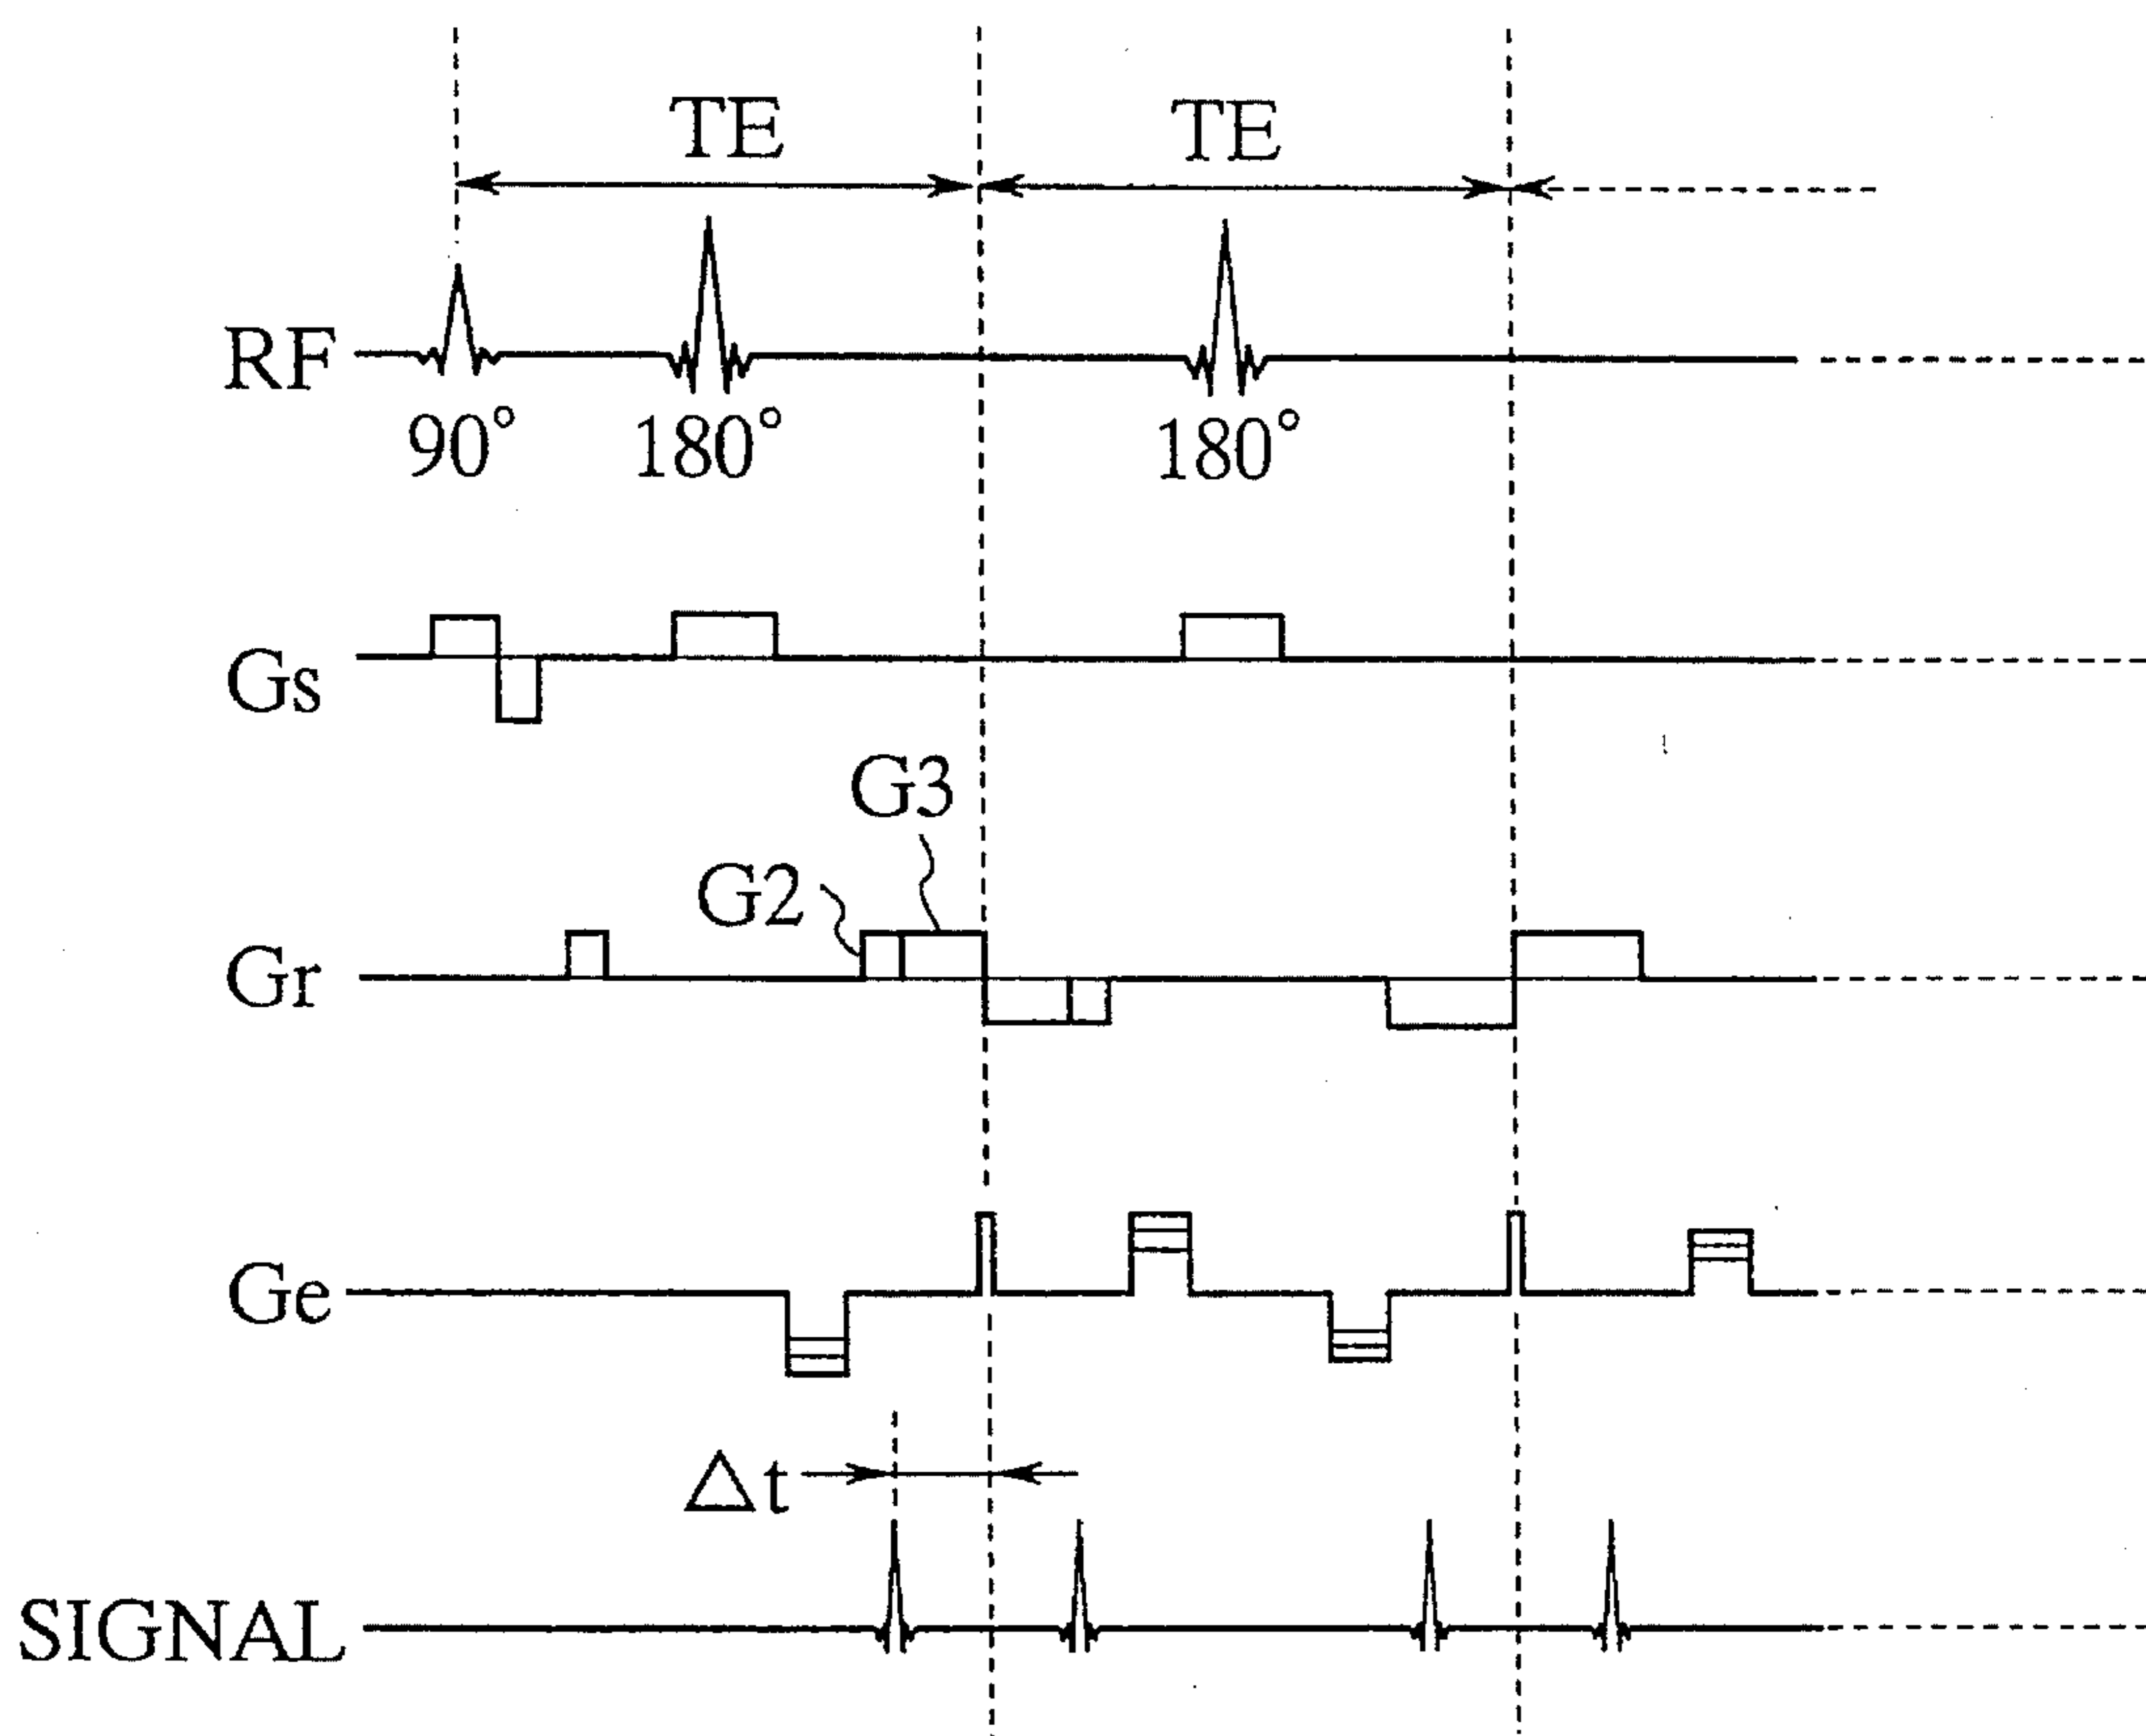 TE TE
RF
90° 180° 180°
Gs
G3
G2
Gr
Ge
Δt
SIGNAL